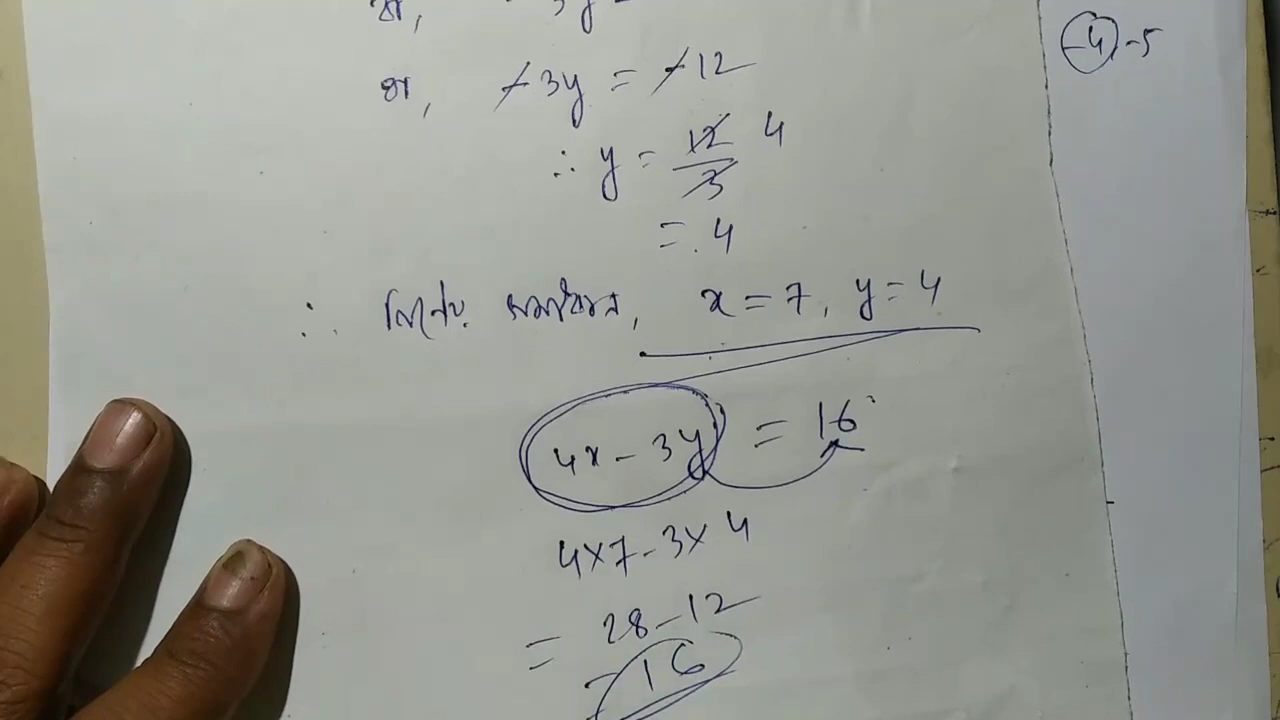 বা, - 3y =
বা, -3y = -12
∴ y = 12/3 4
= 4
∴ নির্ণেয় সমাধান, x = 7, y = 4
4x - 3y = 16
4×7-3×4
= 28-12
= 16
-4 -5